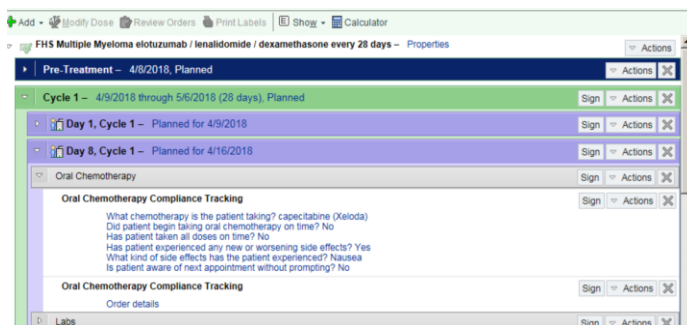 Add Modify Dose Review Orders Print Labels Show Calculator
FHS Multiple Myeloma elotuzumab / lenalidomide / dexamethasone every 28 days – Properties Actions
Pre-Treatment – 4/8/2018, Planned Actions
Cycle 1 – 4/9/2018 through 5/6/2018 (28 days), Planned Sign Actions
Day 1, Cycle 1 – Planned for 4/9/2018 Sign Actions
Day 8, Cycle 1 – Planned for 4/16/2018 Sign Actions
Oral Chemotherapy Sign Actions
Oral Chemotherapy Compliance Tracking Sign Actions
What chemotherapy is the patient taking? capecitabine (Xeloda)
Did patient begin taking oral chemotherapy on time? No
Has patient taken all doses on time? No
Has patient experienced any new or worsening side effects? Yes
What kind of side effects has the patient experienced? Nausea
Is patient aware of next appointment without prompting? No
Oral Chemotherapy Compliance Tracking Sign Actions
Order details
Labs Sign Actions